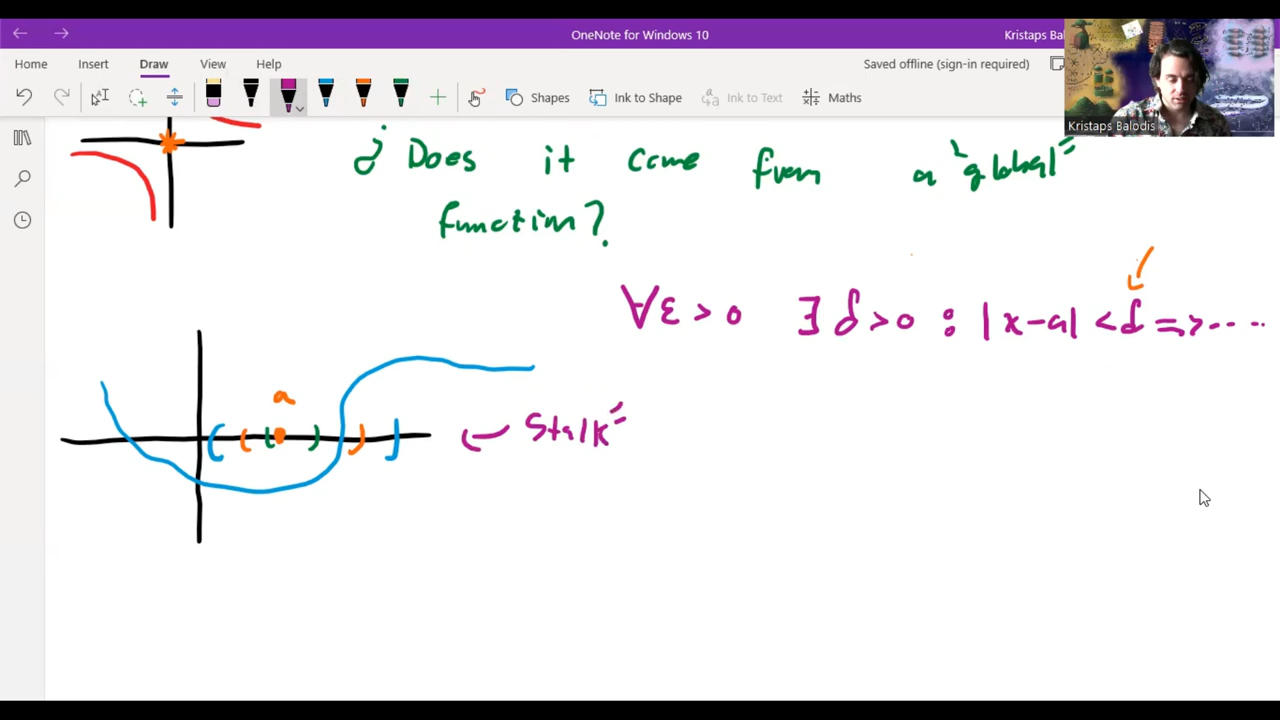 OneNote for Windows 10
Kristaps Ba
Home Insert Draw View Help
Saved offline (sign-in required)
Shapes Ink to Shape Ink to Text Maths
Kristaps Balodis
¿ Does it come from a "global"
function?
∀ε > 0 ∃ δ > 0 : |x-a| < δ => ....
a
← Stalk"